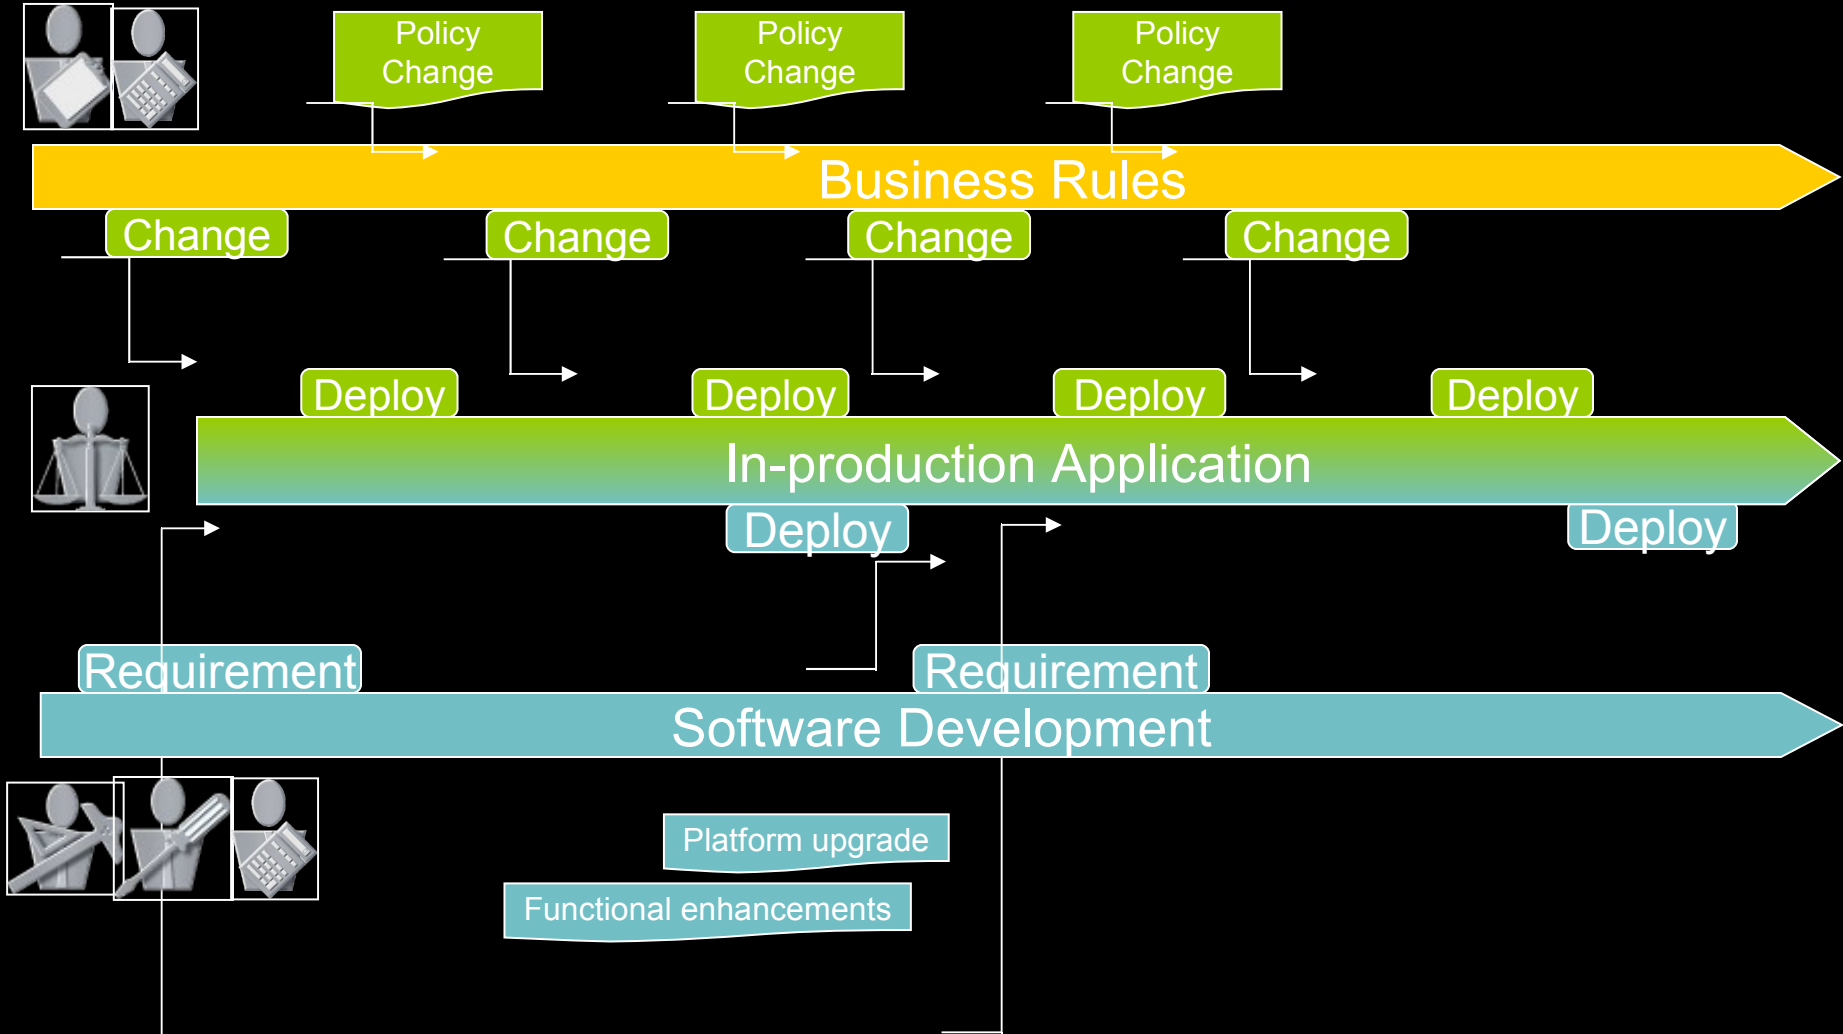 Policy
Change
Policy
Change
Policy
Change
Business Rules
Change
Change
Change
Change
Deploy
Deploy
Deploy
Deploy
In-production Application
Deploy
Deploy
Requirement
Requirement
Software Development
Platform upgrade
Functional enhancements